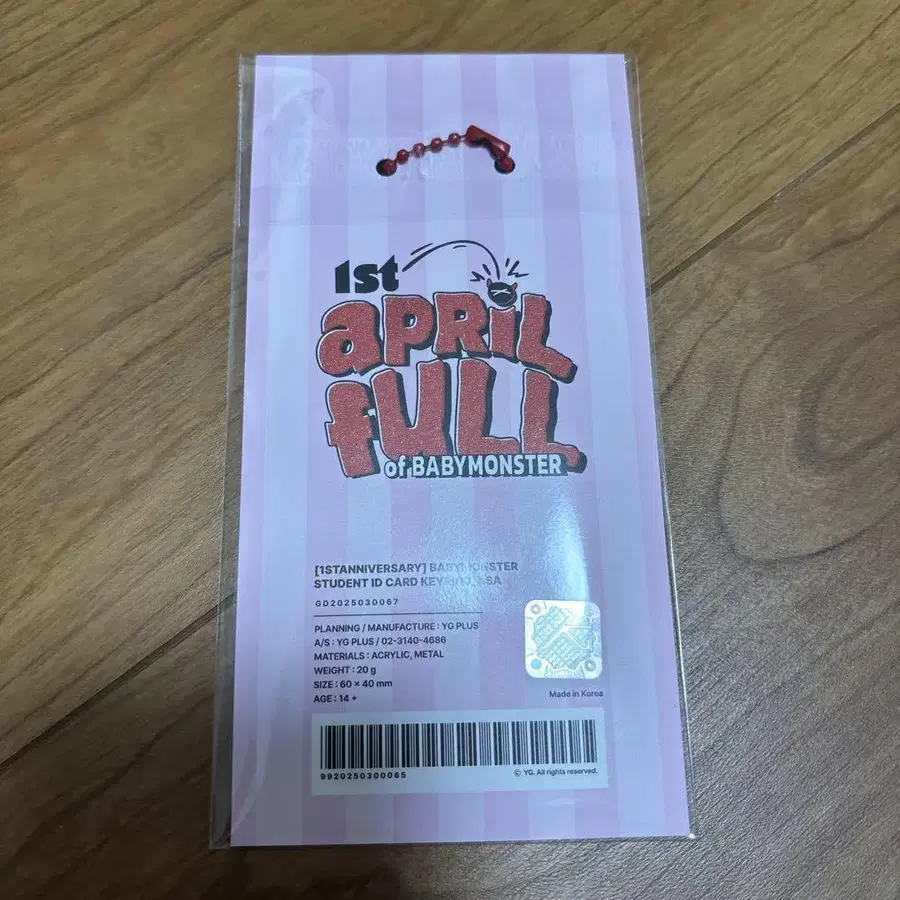 1st
APRIL
FULL
of BABYMONSTER
[1STANNIVERSARY] BABYMONSTER
STUDENT ID CARD
GD2025030067
PLANNING / MANUFACTURE : YG PLUS
A/S : YG PLUS / 02-3140-4686
MATERIALS : ACRYLIC, METAL
WEIGHT : 20 g
SIZE : 60 × 40 mm
AGE : 14 +
Made in Korea
9920250300065
© YG. All rights reserved.